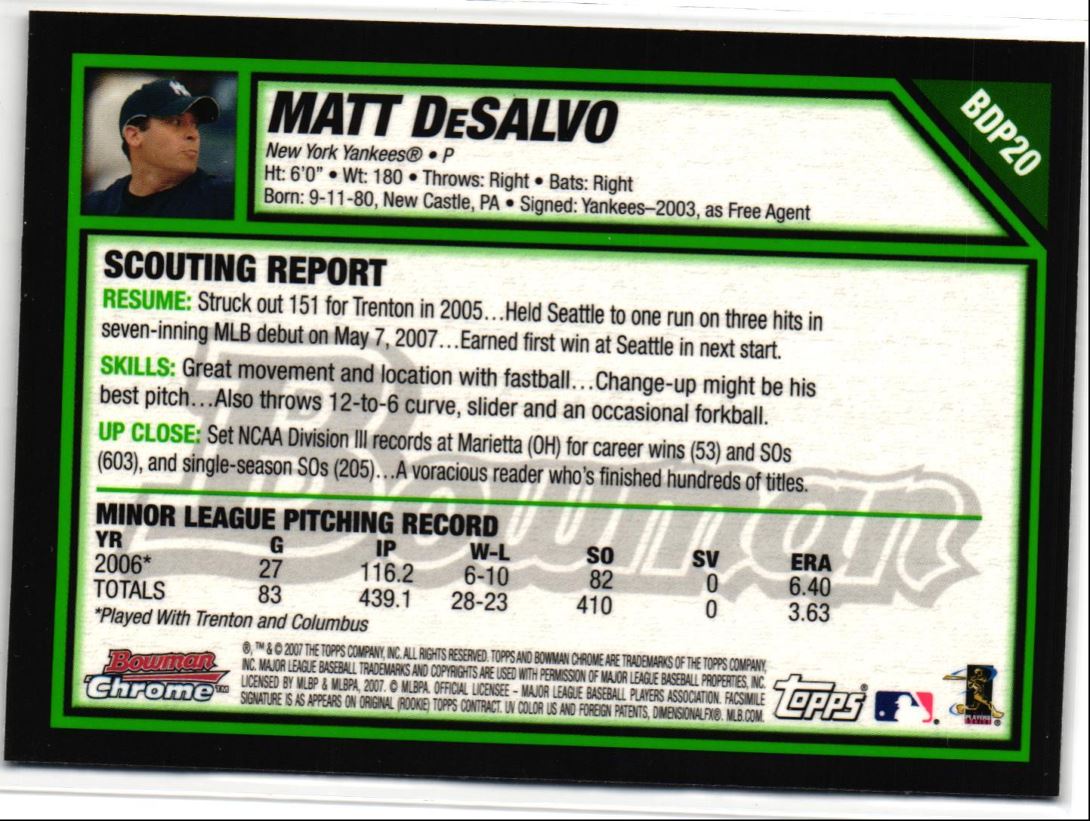 BDP20
MATT DeSALVO
New York Yankees® • P
Ht: 6'0" • Wt: 180 • Throws: Right • Bats: Right
Born: 9-11-80, New Castle, PA • Signed: Yankees–2003, as Free Agent
SCOUTING REPORT
RESUME: Struck out 151 for Trenton in 2005...Held Seattle to one run on three hits in
seven-inning MLB debut on May 7, 2007...Earned first win at Seattle in next start.
SKILLS: Great movement and location with fastball...Change-up might be his
best pitch...Also throws 12-to-6 curve, slider and an occasional forkball.
UP CLOSE: Set NCAA Division III records at Marietta (OH) for career wins (53) and SOs
(603), and single-season SOs (205)...A voracious reader who's finished hundreds of titles.
Bowman
MINOR LEAGUE PITCHING RECORD
YR G IP W-L SO SV ERA
2006* 27 116.2 6-10 82 0 6.40
TOTALS 83 439.1 28-23 410 0 3.63
*Played With Trenton and Columbus
®, ™ & © 2007 THE TOPPS COMPANY, INC. ALL RIGHTS RESERVED. TOPPS AND BOWMAN CHROME ARE TRADEMARKS OF THE TOPPS COMPANY,
INC. MAJOR LEAGUE BASEBALL TRADEMARKS AND COPYRIGHTS ARE USED WITH PERMISSION OF MAJOR LEAGUE BASEBALL PROPERTIES, INC.
LICENSED BY MLBP & MLBPA, 2007. © MLBPA. OFFICIAL LICENSEE – MAJOR LEAGUE BASEBALL PLAYERS ASSOCIATION. FACSIMILE
SIGNATURE IS AS APPEARS ON ORIGINAL (ROOKIE) TOPPS CONTRACT. UV COLOR US AND FOREIGN PATENTS, DIMENSIONALFX®. MLB.COM.
Bowman
Chrome™
Topps®